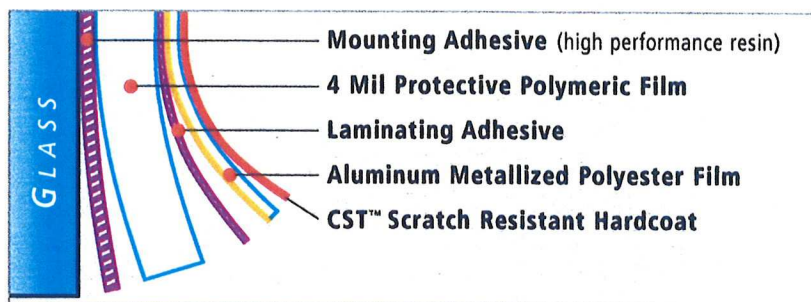 GLASS
Mounting Adhesive (high performance resin)
4 Mil Protective Polymeric Film
Laminating Adhesive
Aluminum Metallized Polyester Film
CST™ Scratch Resistant Hardcoat